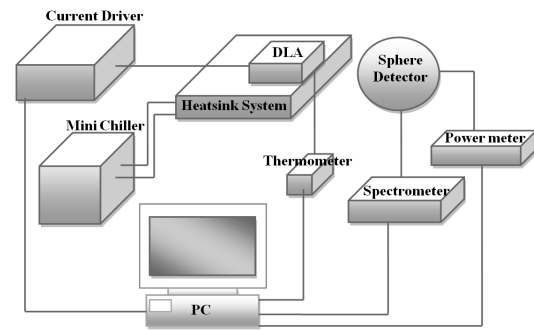 Current Driver
DLA
Sphere
Detector
Heatsink System
Mini Chiller
Power meter
Thermometer
Spectrometer
PC